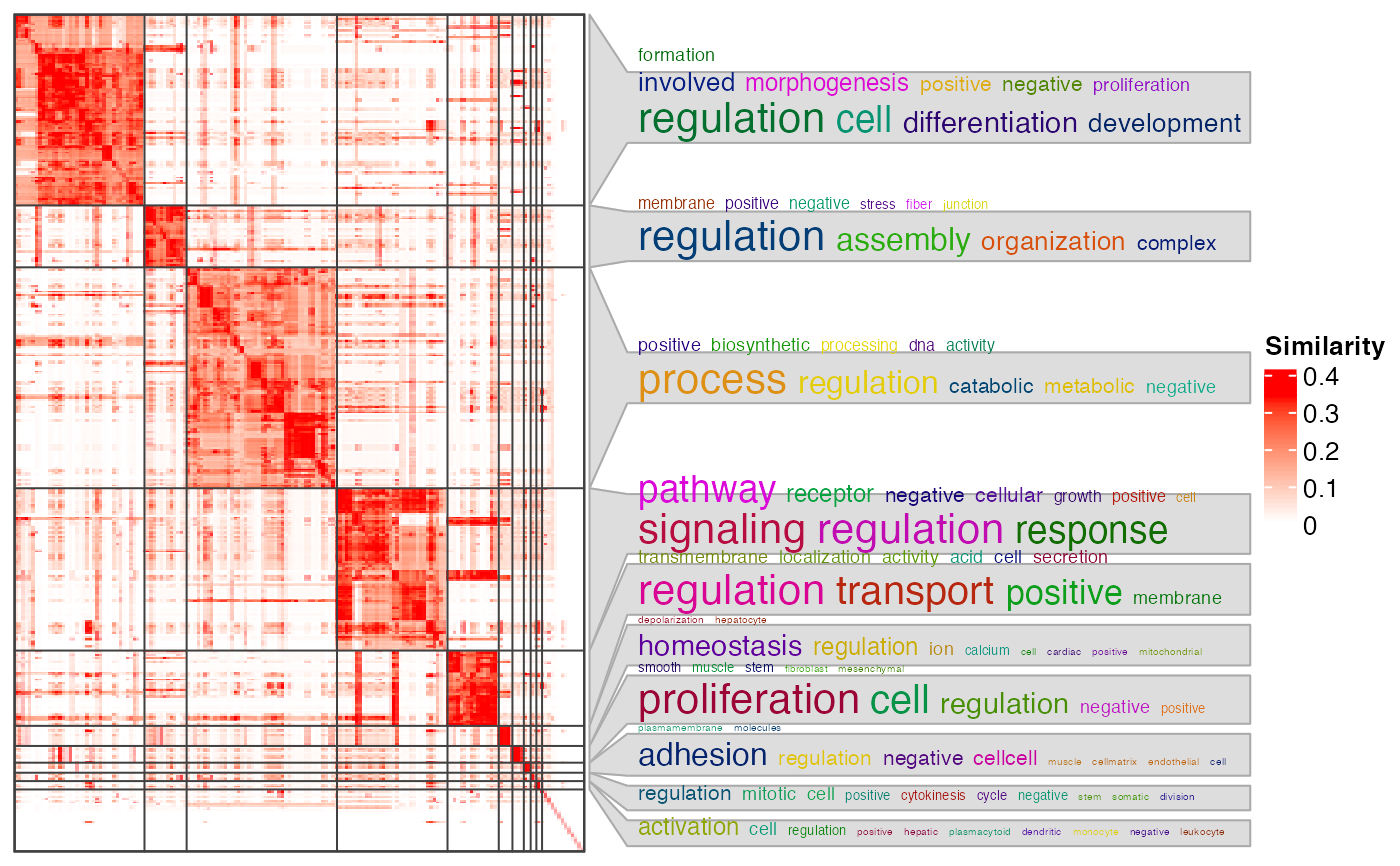 formation
involved morphogenesis positive negative proliferation
regulation cell differentiation development
membrane positive negative stress fiber junction
regulation assembly organization complex
positive biosynthetic processing dna activity
process regulation catabolic metabolic negative
pathway receptor negative cellular growth positive cell
signaling regulation response
transmembrane localization activity acid cell secretion
regulation transport positive membrane
depolarization hepatocyte
homeostasis regulation ion calcium cell cardiac positive mitochondrial
smooth muscle stem fibroblast mesenchymal
proliferation cell regulation negative positive
plasmamembrane molecules
adhesion regulation negative cellcell muscle cellmatrix endothelial cell
regulation mitotic cell positive cytokinesis cycle negative stem somatic division
activation cell regulation positive hepatic plasmacytoid dendritic monocyte negative leukocyte
Similarity
0.4
0.3
0.2
0.1
0